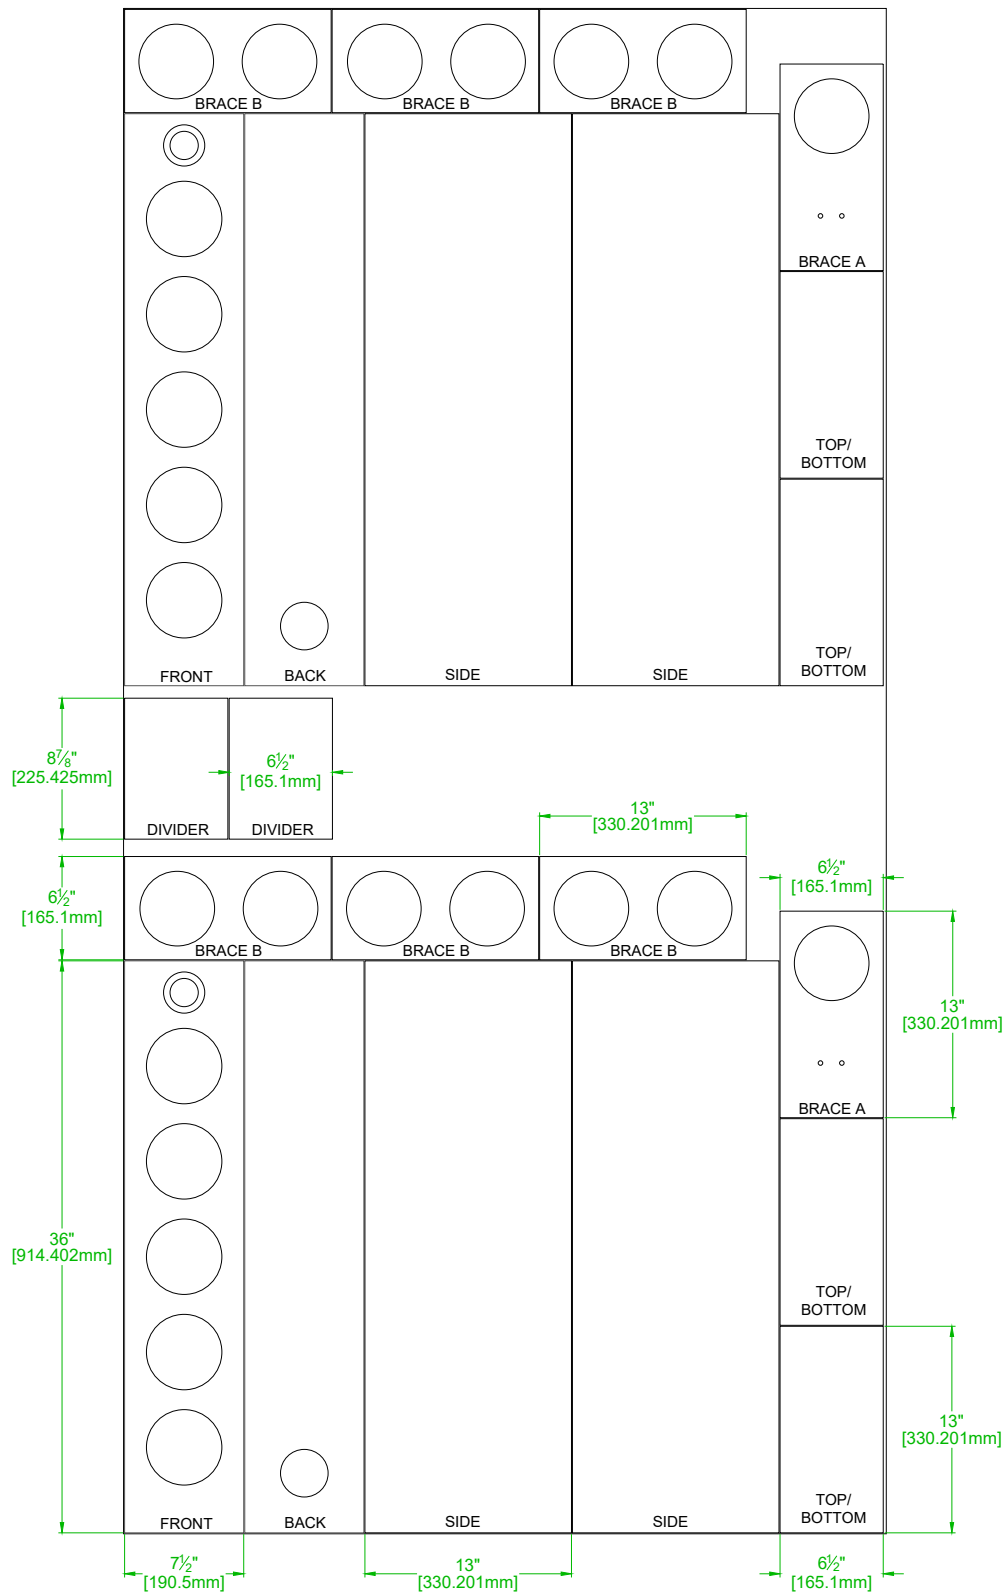 BRACE B BRACE B BRACE B
BRACE A
TOP/
BOTTOM
TOP/
BOTTOM
FRONT BACK SIDE SIDE
8⅞"
[225.425mm]
6½"
[165.1mm]
DIVIDER DIVIDER
13"
[330.201mm]
6½"
[165.1mm]
6½"
[165.1mm]
BRACE B BRACE B BRACE B
13"
[330.201mm]
BRACE A
36"
[914.402mm]
TOP/
BOTTOM
13"
[330.201mm]
TOP/
BOTTOM
FRONT BACK SIDE SIDE
7½"
[190.5mm]
13"
[330.201mm]
6½"
[165.1mm]